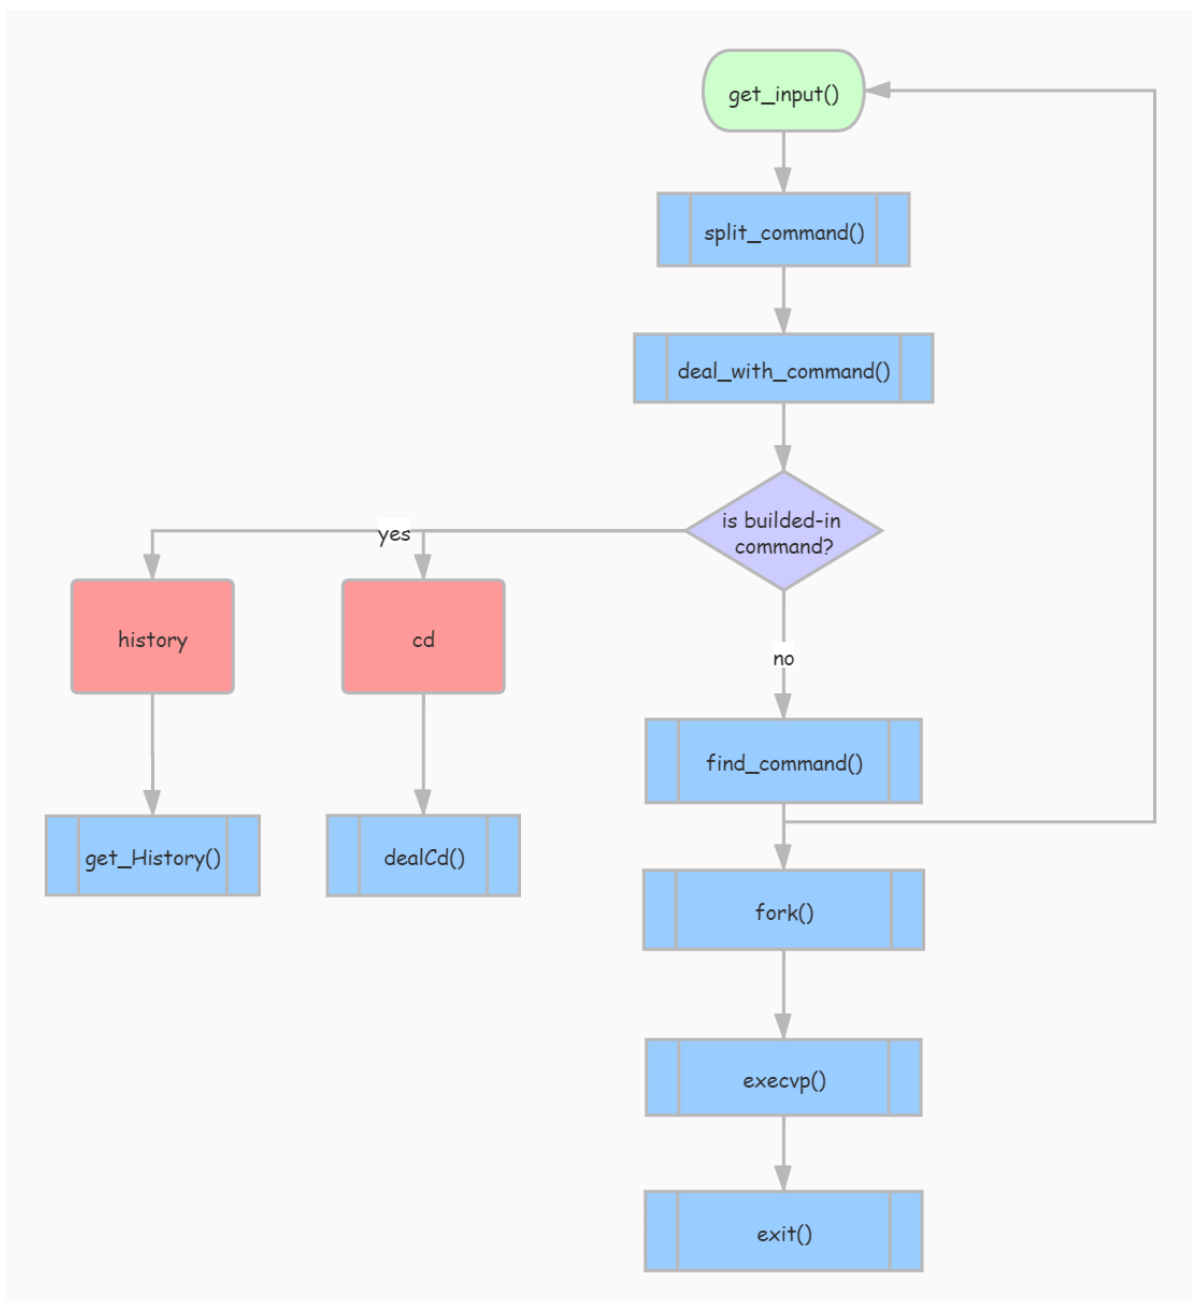 get_input()
split_command()
deal_with_command()
is builded-in
command?
yes
no
history
cd
find_command()
get_History()
dealCd()
fork()
execvp()
exit()